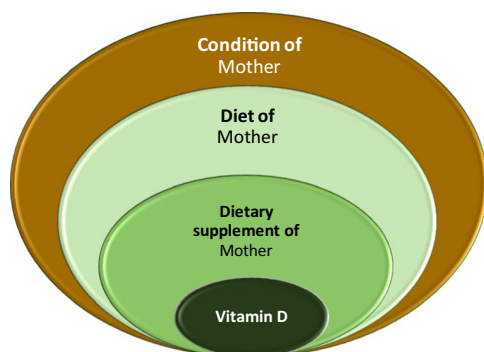 Condition of
Mother
Diet of
Mother
Dietary
supplement of
Mother
Vitamin D